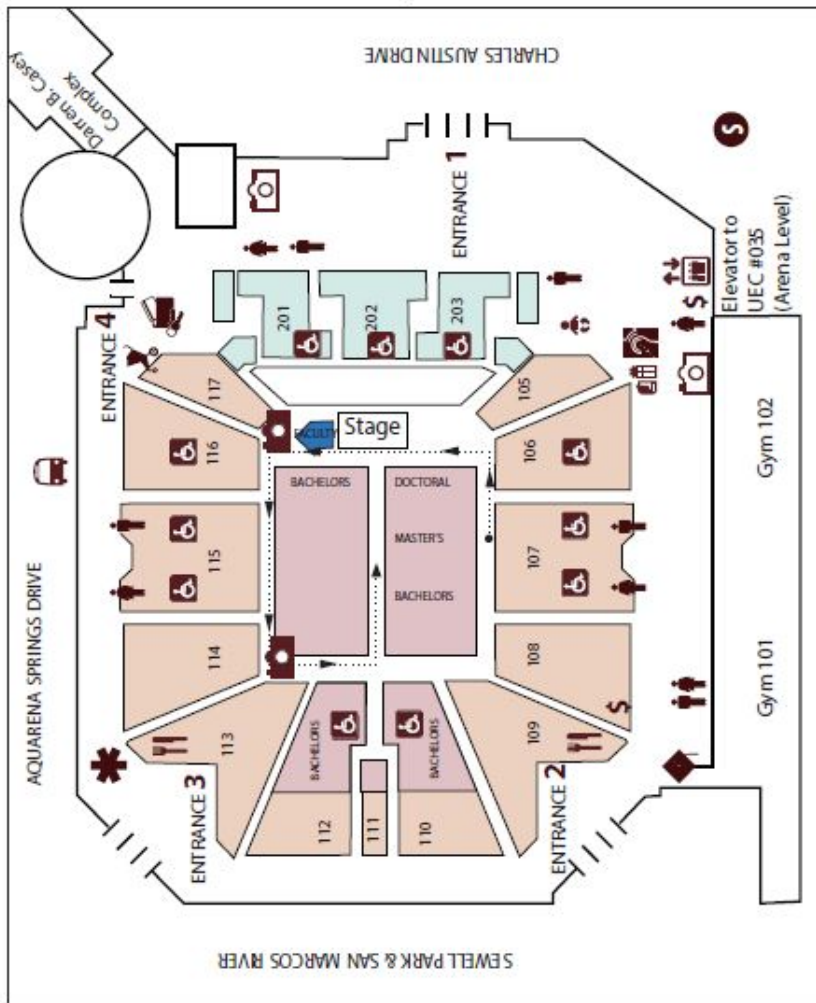 CHARLES AUSTIN DRIVE
Darren B. Casey
Complex
ENTRANCE 1
$
Elevator to
UEC #035
(Arena Level)
$
ENTRANCE 4
201
202
203
117
105
116
FACULTY
Stage
106
BACHELORS
DOCTORAL
MASTER'S
BACHELORS
115
107
114
108
AQUARENA SPRINGS DRIVE
Gym 102
Gym 101
113
BACHELORS
BACHELORS
109
$
ENTRANCE 3
112
111
110
ENTRANCE 2
SEWELL PARK & SAN MARCOS RIVER